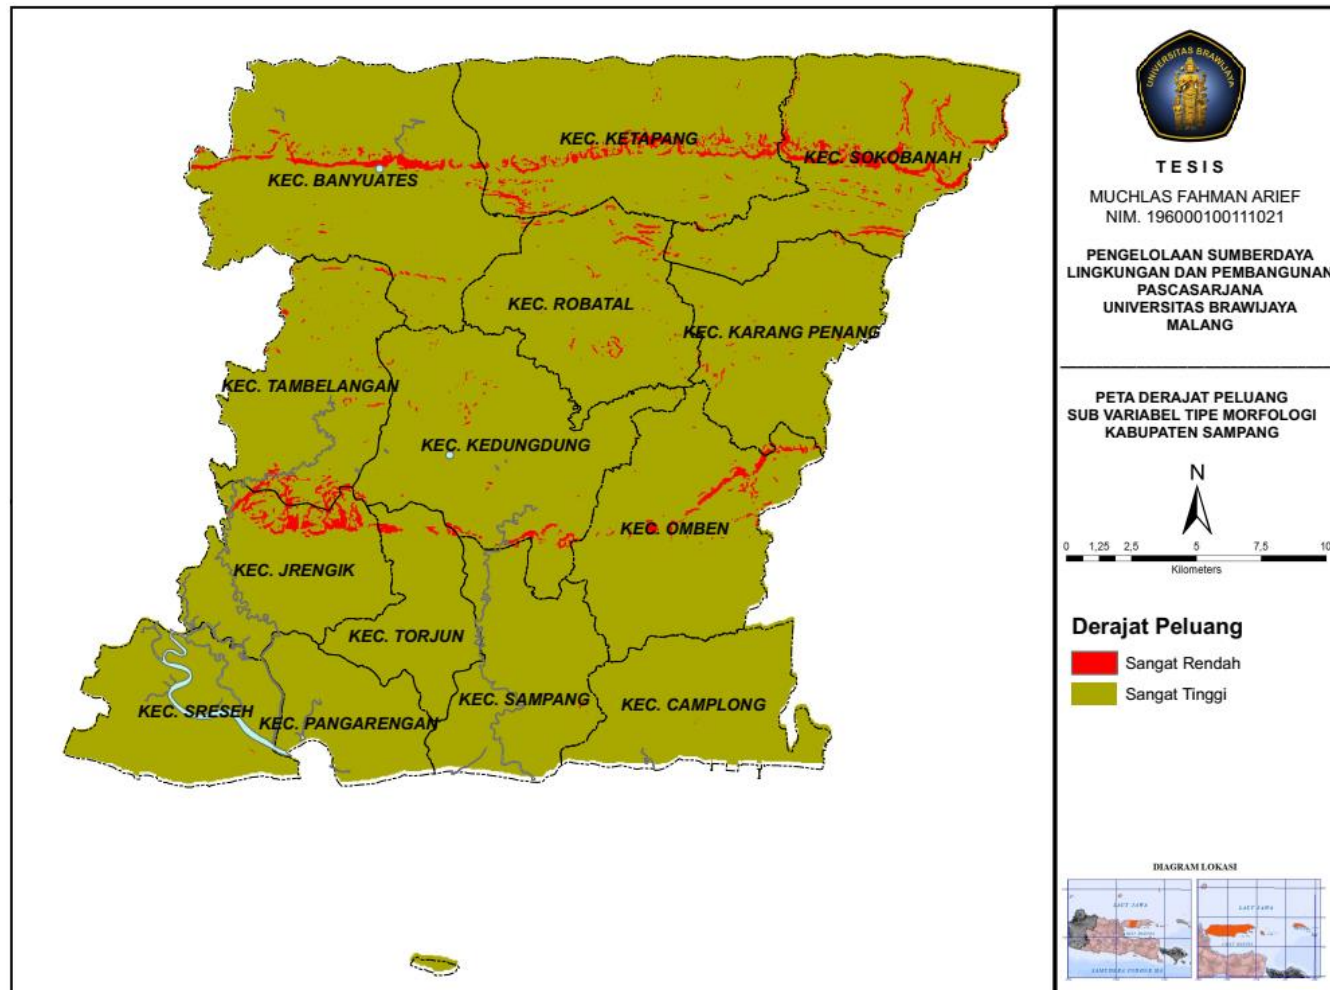 KEC. KETAPANG
KEC. SOKOBANAH
KEC. BANYUATES
KEC. ROBATAL
KEC. KARANG PENANG
KEC. TAMBELANGAN
KEC. KEDUNGDUNG
KEC. OMBEN
KEC. JRENGIK
KEC. TORJUN
KEC. SRESEH
KEC. PANGARENGAN
KEC. SAMPANG
KEC. CAMPLONG
UNIVERSITAS BRAWIJAYA
TESIS
MUCHLAS FAHMAN ARIEF
NIM. 196000100111021
PENGELOLAAN SUMBERDAYA
LINGKUNGAN DAN PEMBANGUNAN
PASCASARJANA
UNIVERSITAS BRAWIJAYA
MALANG
PETA DERAJAT PELUANG
SUB VARIABEL TIPE MORFOLOGI
KABUPATEN SAMPANG
N
0 1,25 2,5 5 7,5 10
Kilometers
Derajat Peluang
Sangat Rendah
Sangat Tinggi
DIAGRAM LOKASI
LAUT JAWA
LAUT JAWA